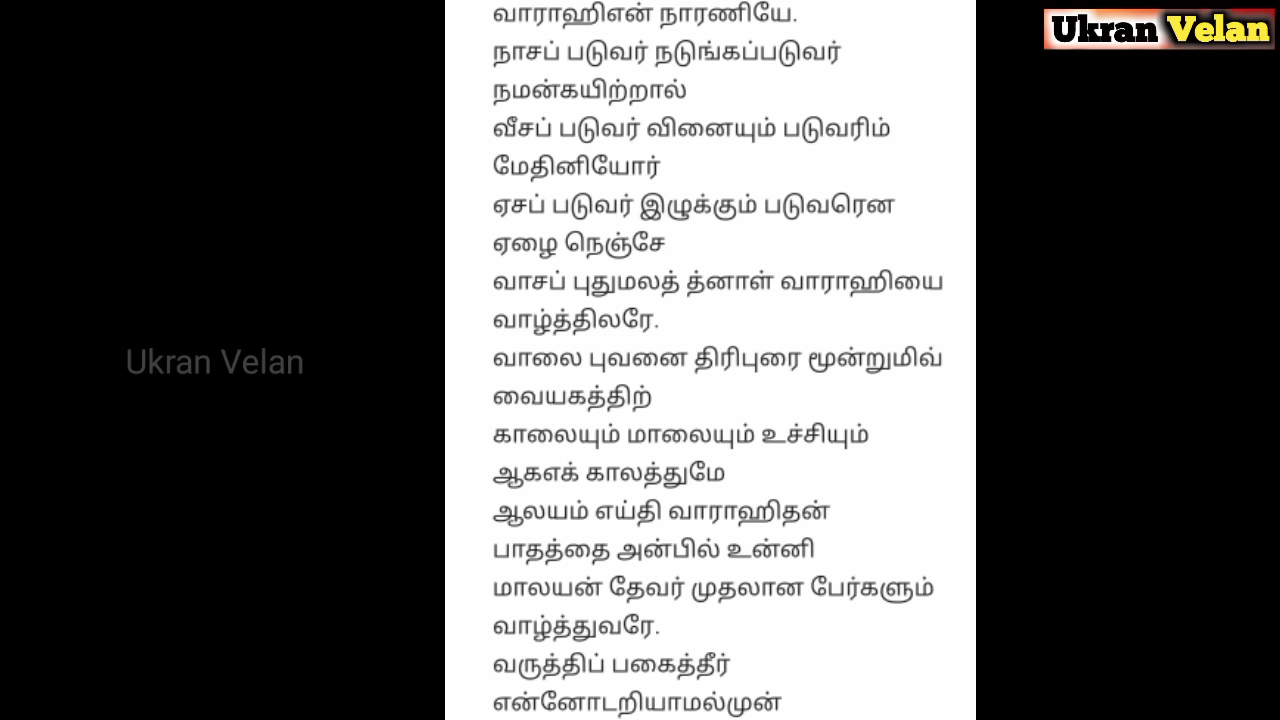 வாராஹிஎன் நாரணியே.
Ukran Velan
நாசப் படுவர் நடுங்கப்படுவர்
நமன்கயிற்றால்
வீசப் படுவர் வினையும் படுவரிம்
மேதினியோர்
ஏசப் படுவர் இழுக்கும் படுவரென
ஏழை நெஞ்சே
வாசப் புதுமலத் த்னாள் வாராஹியை
வாழ்த்திலரே.
வாலை புவனை திரிபுரை மூன்றுமிவ்
Ukran Velan
வையகத்திற்
காலையும் மாலையும் உச்சியும்
ஆகஎக் காலத்துமே
ஆலயம் எய்தி வாராஹிதன்
பாதத்தை அன்பில் உன்னி
மாலயன் தேவர் முதலான பேர்களும்
வாழ்த்துவரே.
வருத்திப் பகைத்தீர்
என்னோடறியாமல்முன்